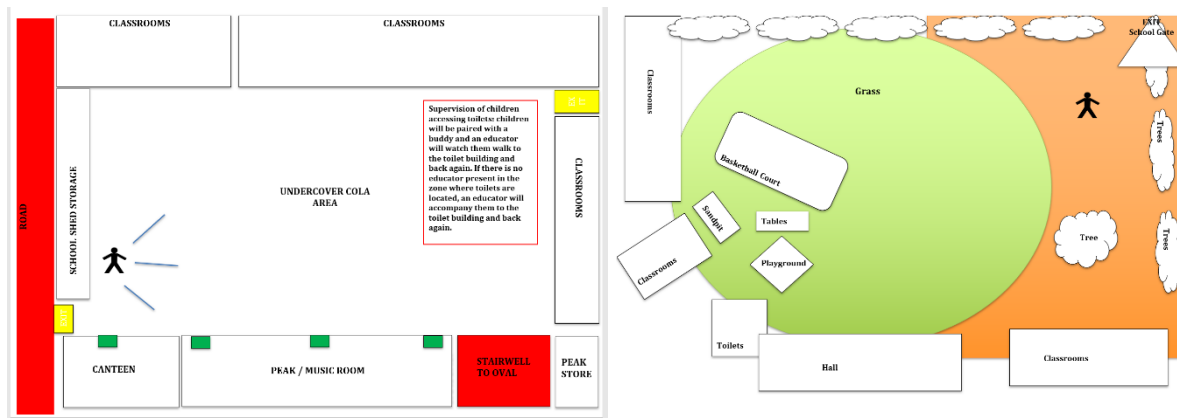 CLASSROOMS
CLASSROOMS
ROAD
SCHOOL SHED STORAGE
UNDERCOVER COLA
AREA
Supervision of children
accessing toilets: children
will be paired with a
buddy and an educator
will watch them walk to
the toilet building and
back again. If there is no
educator present in the
zone where toilets are
located, an educator will
accompany them to the
toilet building and back
again.
CLASSROOMS
EXIT
CANTEEN
PEAK / MUSIC ROOM
STAIRWELL
TO OVAL
PEAK
STORE
EXIT
School Gate
Classrooms
Grass
Trees
Basketball Court
Sandpit
Tables
Tree
Trees
Playground
Classrooms
Toilets
Hall
Classrooms